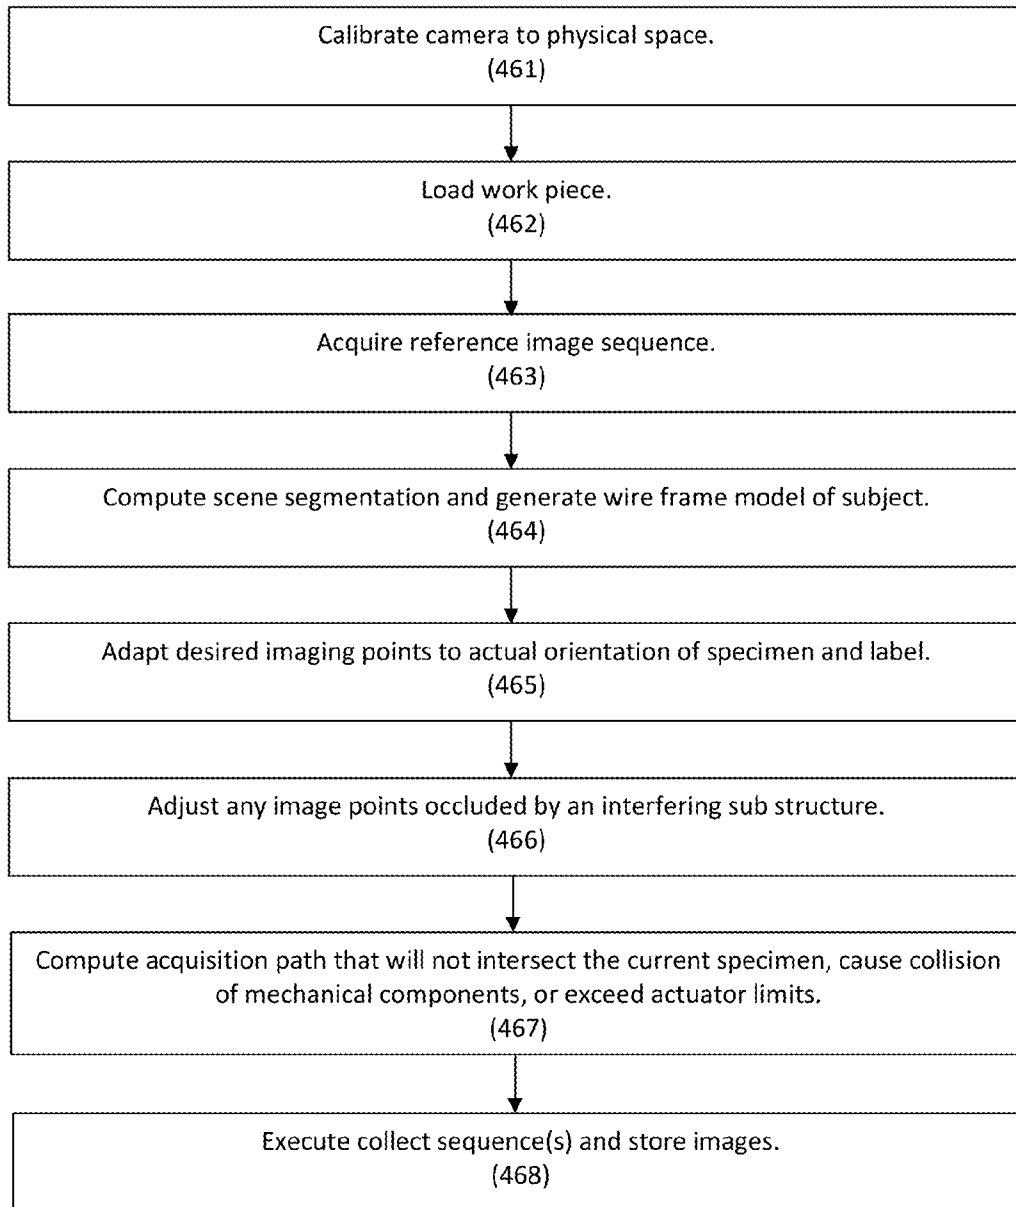 Calibrate camera to physical space.
(461)
Load work piece.
(462)
Acquire reference image sequence.
(463)
Compute scene segmentation and generate wire frame model of subject.
(464)
Adapt desired imaging points to actual orientation of specimen and label.
(465)
Adjust any image points occluded by an interfering sub structure.
(466)
Compute acquisition path that will not intersect the current specimen, cause collision
of mechanical components, or exceed actuator limits.
(467)
Execute collect sequence(s) and store images.
(468)